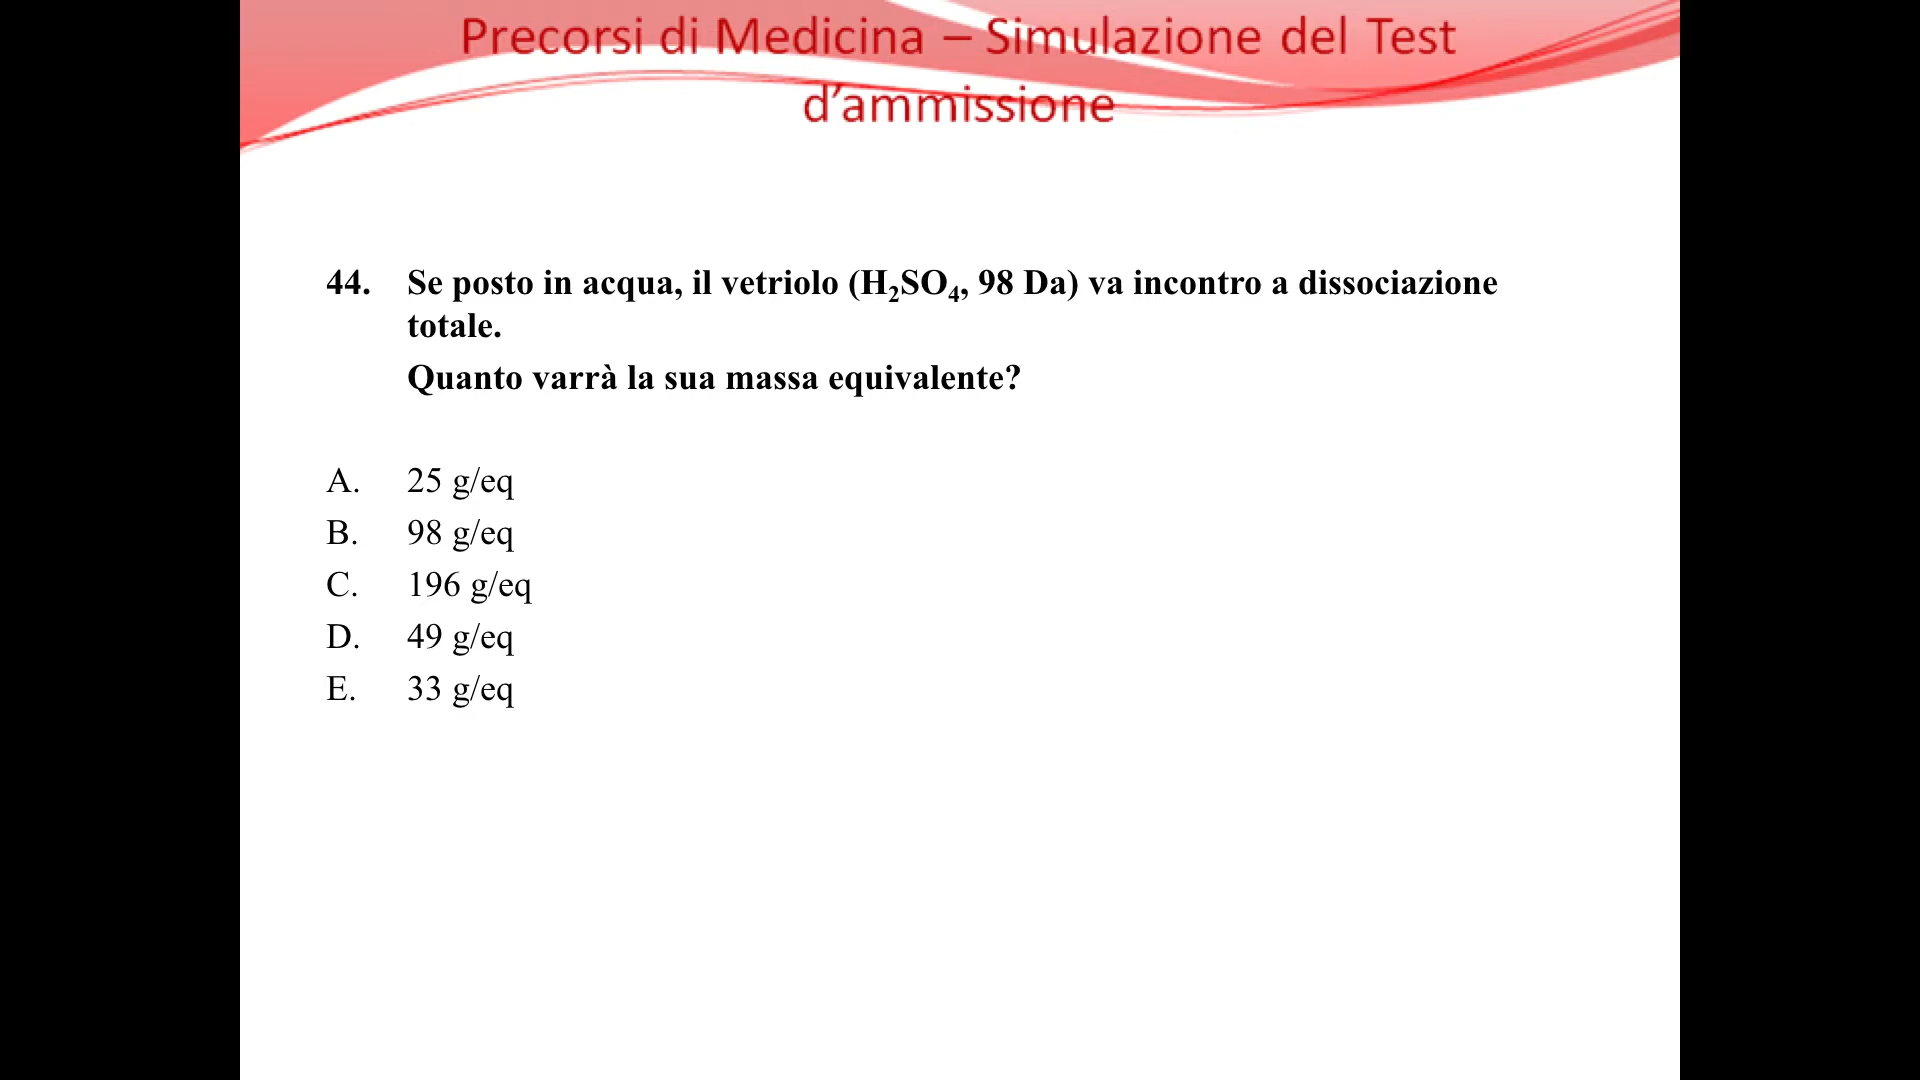 Precorsi di Medicina – Simulazione del Test
d’ammissione
44. Se posto in acqua, il vetriolo (H₂SO₄, 98 Da) va incontro a dissociazione
totale.
Quanto varrà la sua massa equivalente?
A. 25 g/eq
B. 98 g/eq
C. 196 g/eq
D. 49 g/eq
E. 33 g/eq